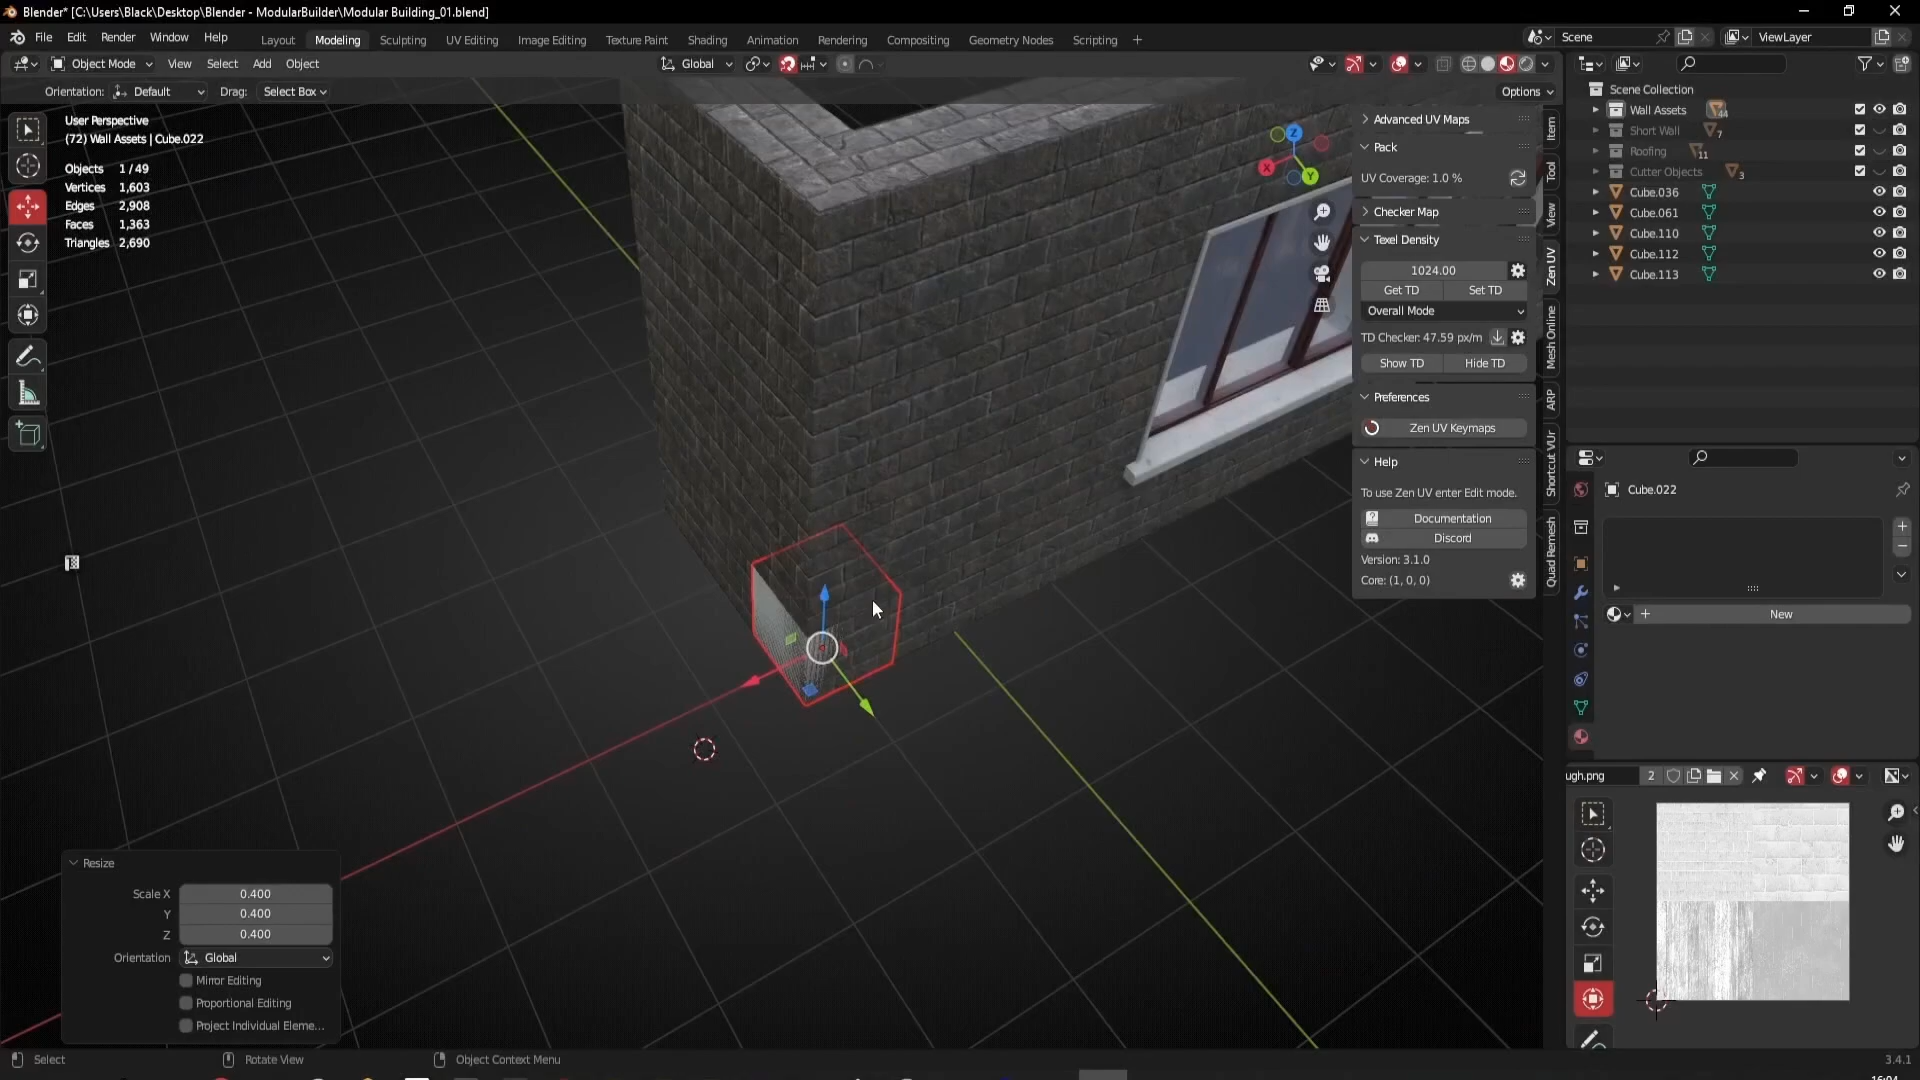 Blender* [C:\Users\Black\Desktop\Blender - ModularBuilder\Modular Building_01.blend]
File Edit Render Window Help
Layout Modeling Sculpting UV Editing Image Editing Texture Paint Shading Animation Rendering Compositing Geometry Nodes Scripting +
Scene
ViewLayer
Object Mode View Select Add Object
Global
Orientation: Default Drag: Select Box
Options
User Perspective
(72) Wall Assets | Cube.022
Objects 1 / 49
Vertices 1,603
Edges 2,908
Faces 1,363
Triangles 2,690
Z
X
Y
Advanced UV Maps
Pack
UV Coverage: 1.0 %
Checker Map
Texel Density
1024.00
Get TD Set TD
Overall Mode
TD Checker: 47.59 px/m
Show TD Hide TD
Preferences
Zen UV Keymaps
Help
To use Zen UV enter Edit mode.
Documentation
Discord
Version: 3.1.0
Core: (1, 0, 0)
Item
Tool
View
Zen UV
Mesh Online
ARP
Shortcut VUr
Quad Remesh
Scene Collection
Wall Assets 44
Short Wall 7
Roofing 11
Cutter Objects 3
Cube.036
Cube.061
Cube.110
Cube.112
Cube.113
Cube.022
New
ugh.png 2
Resize
Scale X 0.400
Y 0.400
Z 0.400
Orientation Global
Mirror Editing
Proportional Editing
Project Individual Eleme...
Select
Rotate View
Object Context Menu
3.4.1
16:04